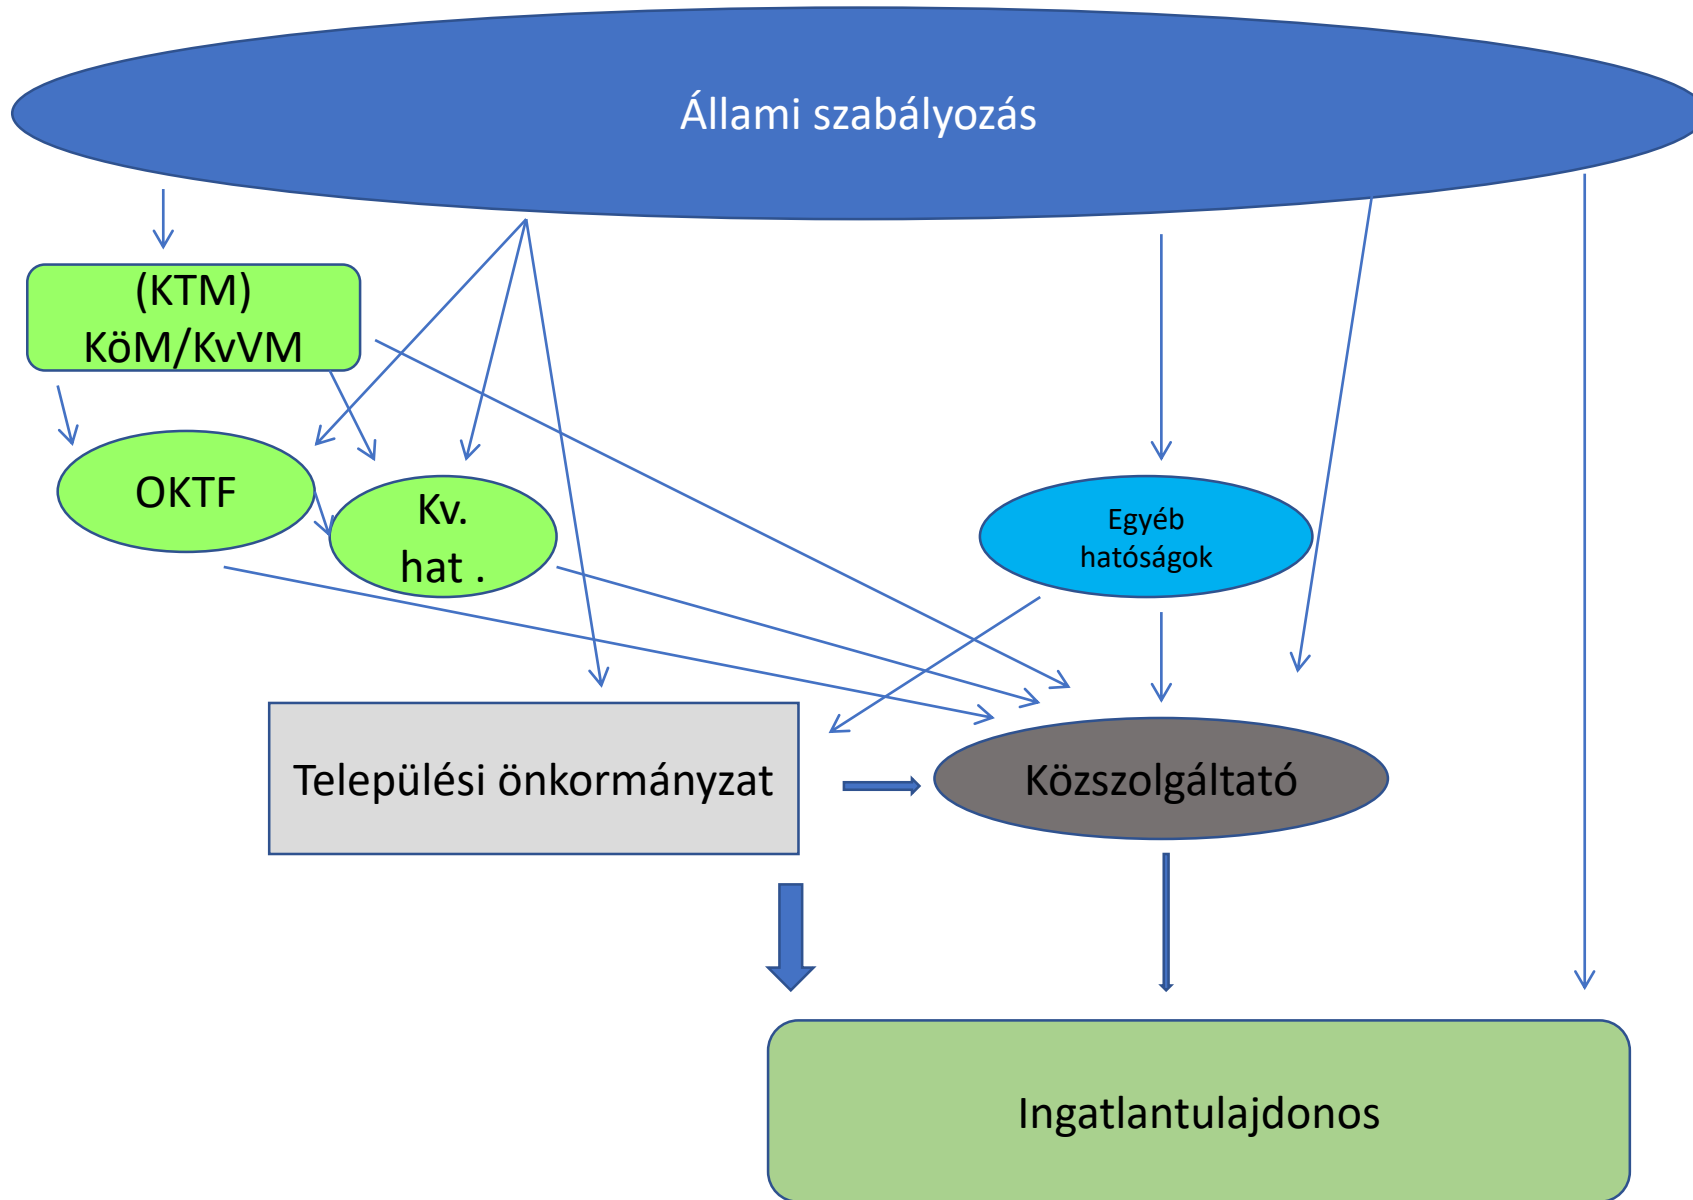 Állami szabályozás
(KTM)
KöM/KvVM
OKTF
Kv.
hat .
Egyéb
hatóságok
Települési önkormányzat
Közszolgáltató
Ingatlantulajdonos